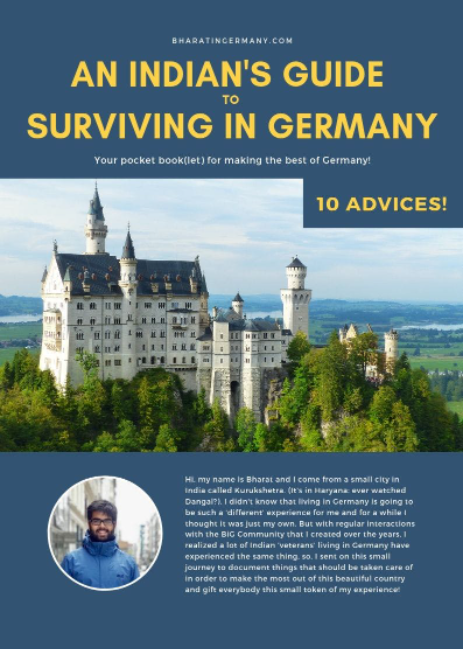 BHARATINGERMANY.COM
AN INDIAN'S GUIDE
TO
SURVIVING IN GERMANY
Your pocket book(let) for making the best of Germany!
10 ADVICES!
Hi, my name is Bharat and I come from a small city in
India called Kurukshetra. (It's in Haryana; ever watched
Dangal?). I didn't know that living in Germany is going to
be such a 'different' experience for me and for a while I
thought it was just my own. But with regular interactions
with the BiG Community that I created over the years, I
realized a lot of Indian 'veterans' living in Germany have
experienced the same thing, so, I sent on this small
journey to document things that should be taken care of
in order to make the most out of this beautiful country
and gift everybody this small token of my experience!